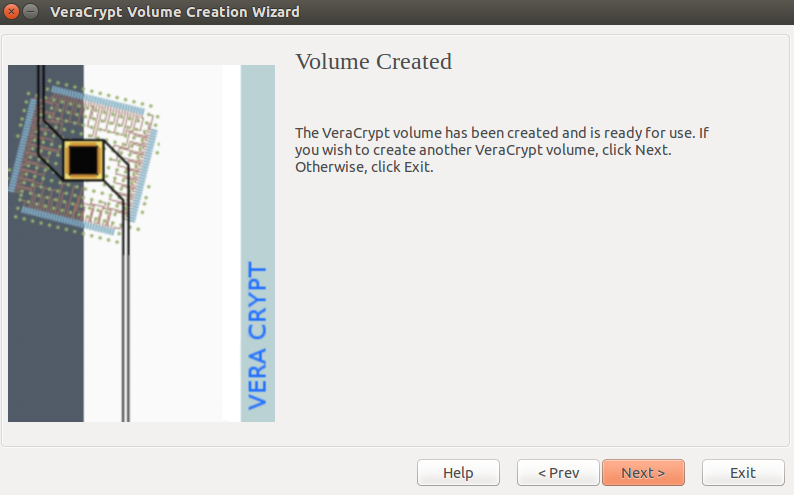 VeraCrypt Volume Creation Wizard
Volume Created
The VeraCrypt volume has been created and is ready for use. If
you wish to create another VeraCrypt volume, click Next.
Otherwise, click Exit.
VERA CRYPT
Help
< Prev
Next >
Exit